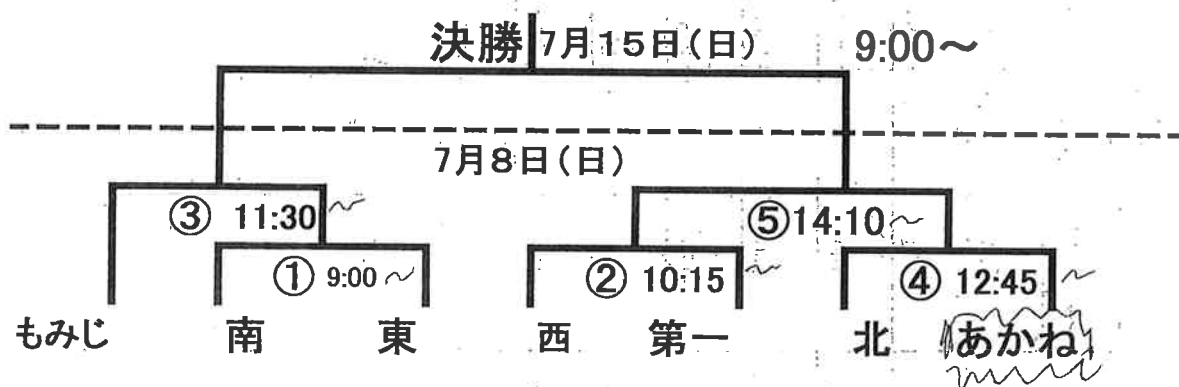 決勝 7月15日(日) 9:00～
7月8日(日)
③ 11:30～ ⑤14:10～
① 9:00～ ② 10:15～ ④ 12:45～
もみじ 南 東 西 第一 北 あかね